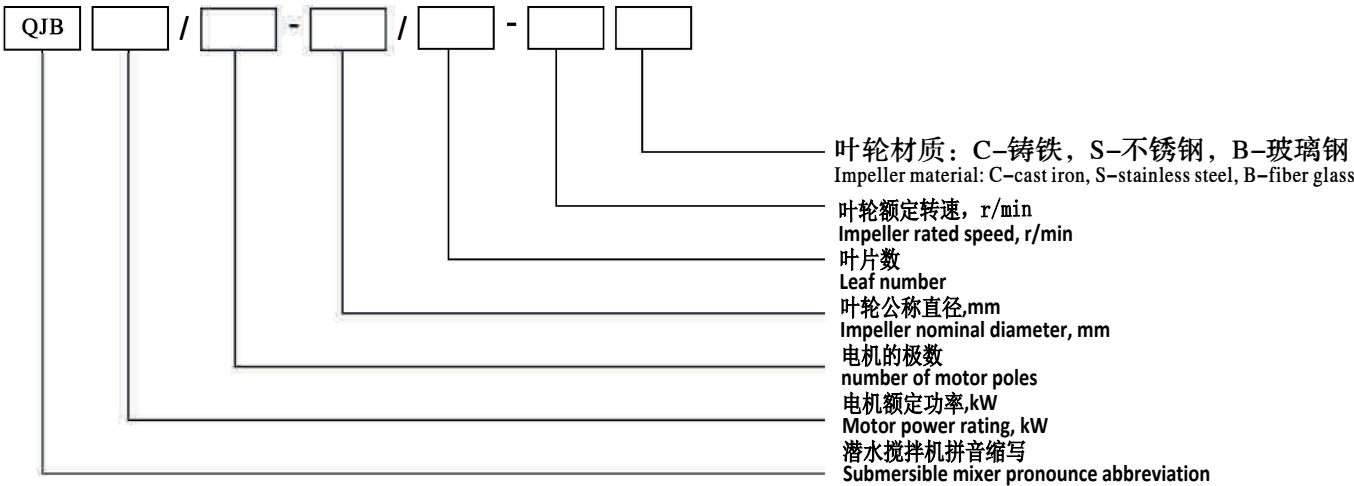 QJB / - / -
叶轮材质：C-铸铁，S-不锈钢，B-玻璃钢
Impeller material: C-cast iron, S-stainless steel, B-fiber glass
叶轮额定转速，r/min
Impeller rated speed, r/min
叶片数
Leaf number
叶轮公称直径,mm
Impeller nominal diameter, mm
电机的极数
number of motor poles
电机额定功率,kW
Motor power rating, kW
潜水搅拌机拼音缩写
Submersible mixer pronounce abbreviation